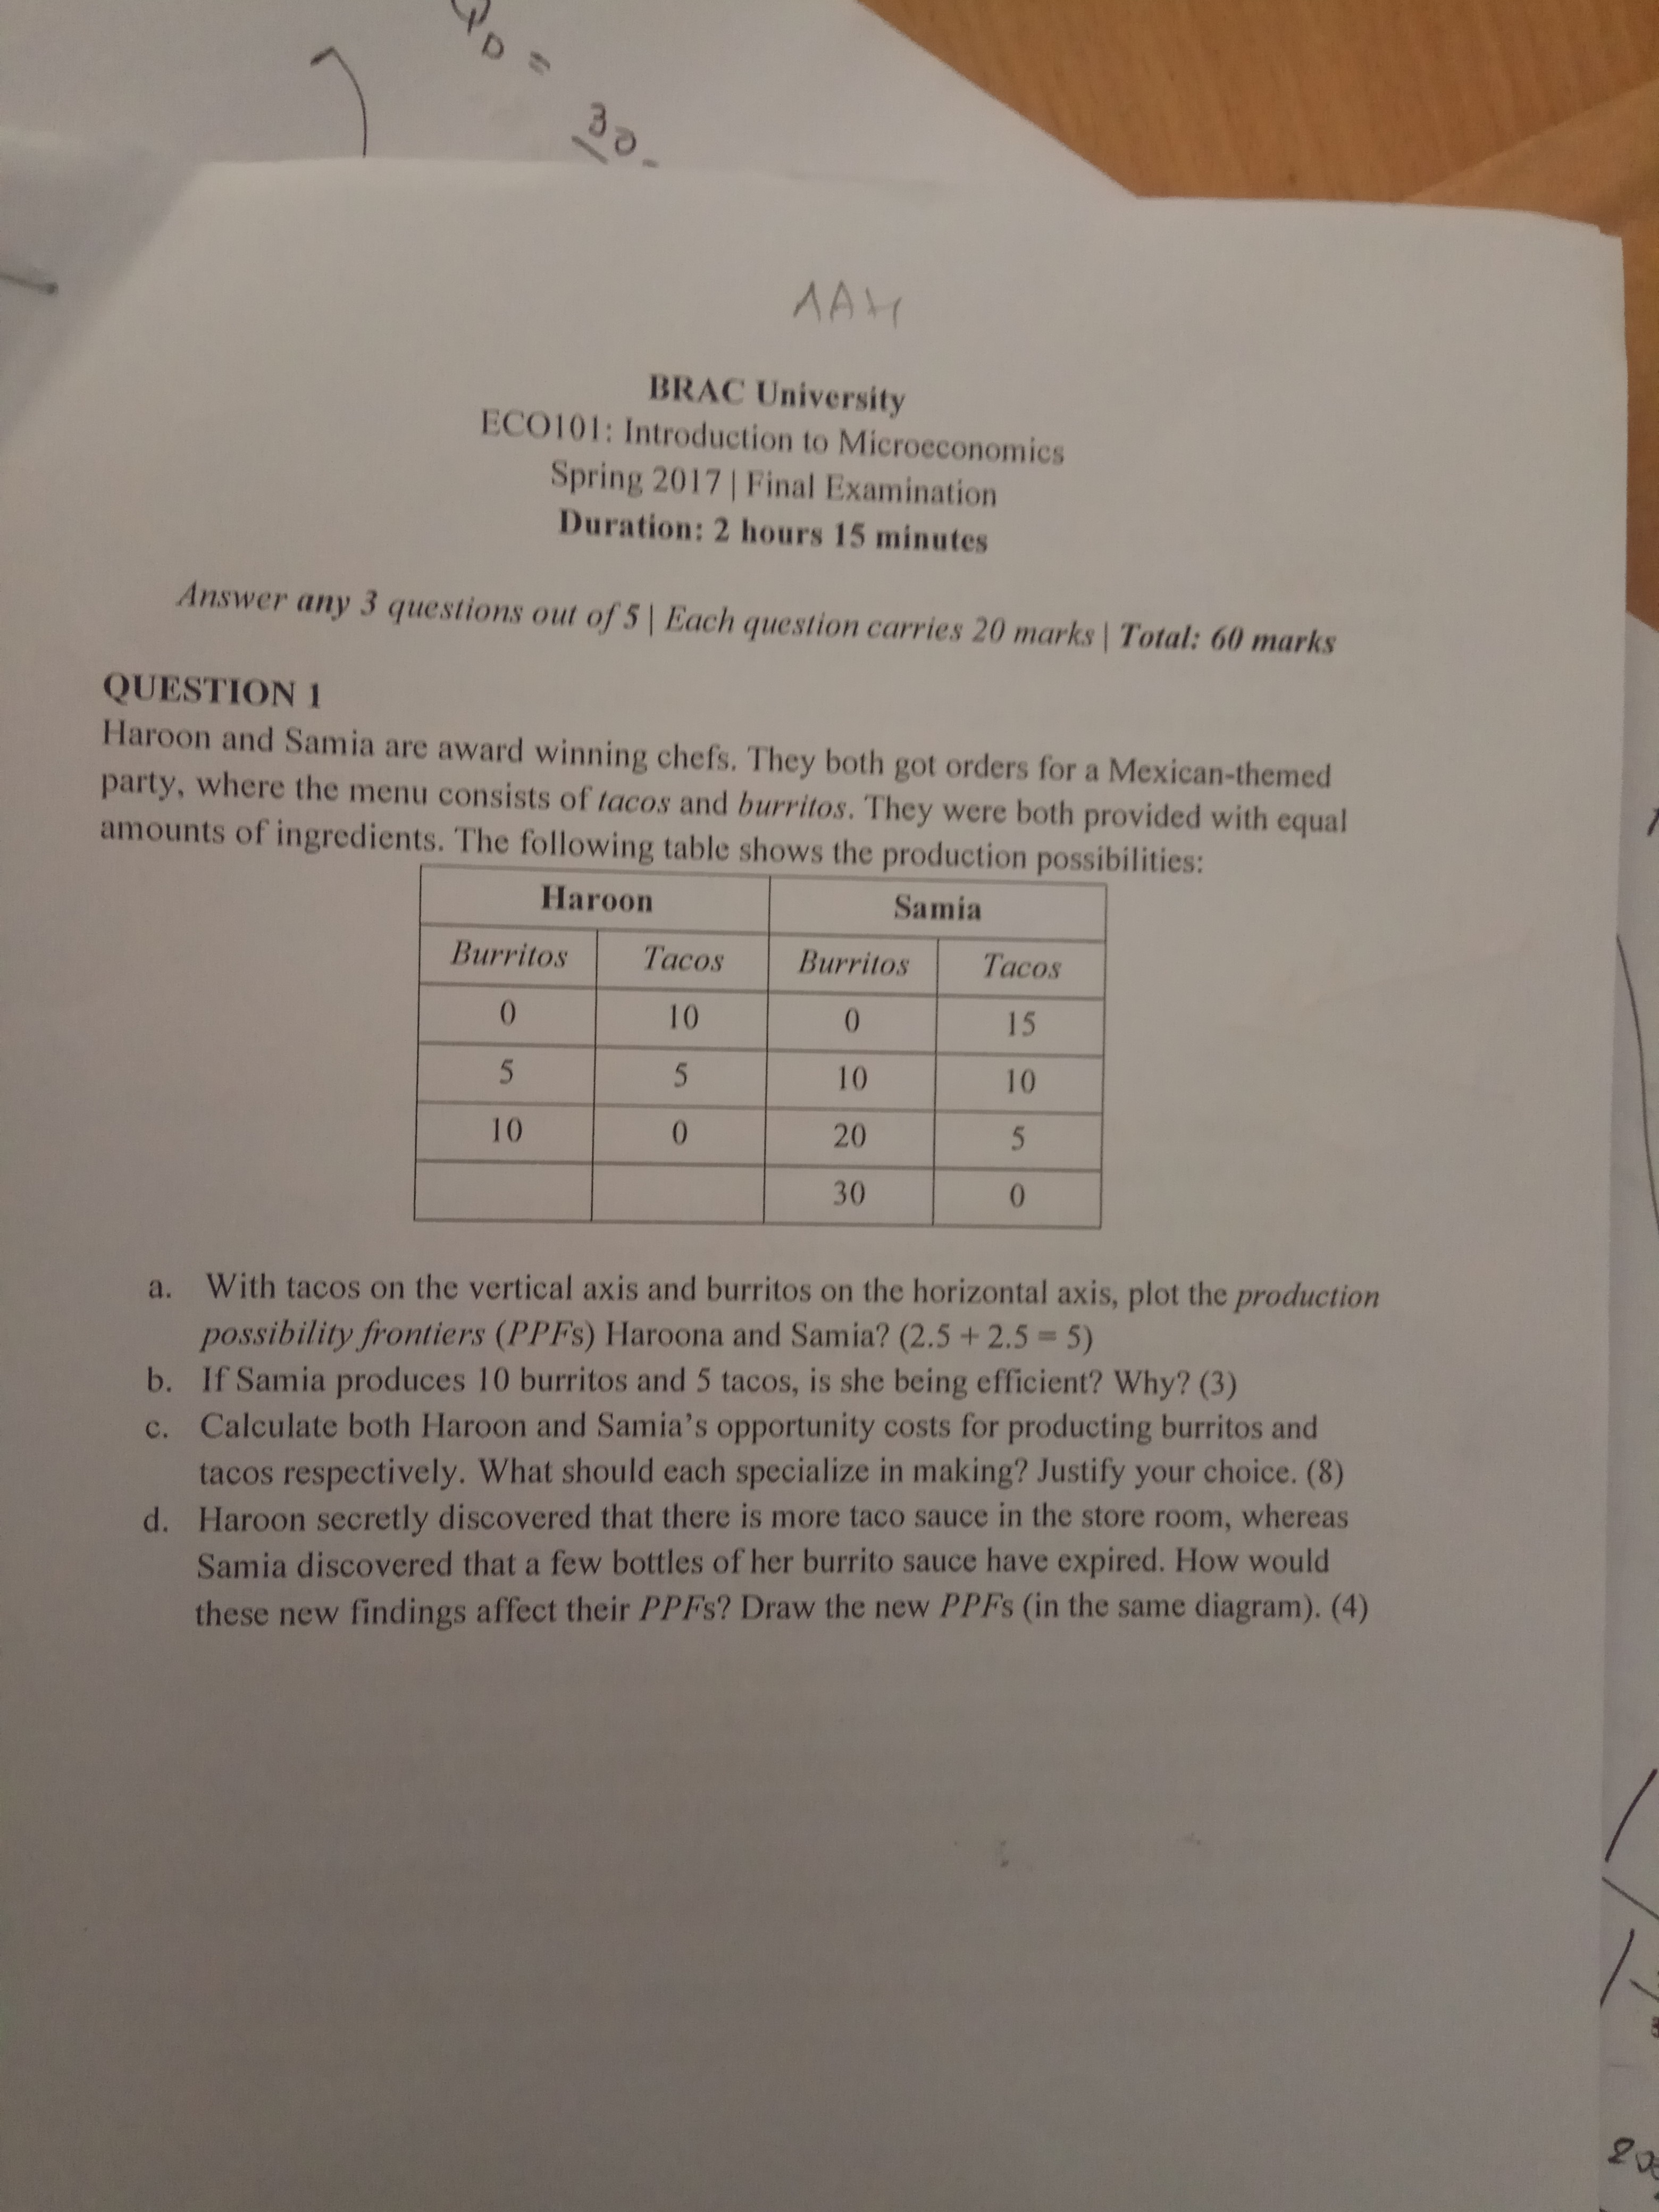 QD =
30-
AAH
BRAC University
ECO101: Introduction to Microeconomics
Spring 2017 | Final Examination
Duration: 2 hours 15 minutes
Answer any 3 questions out of 5 | Each question carries 20 marks | Total: 60 marks
QUESTION 1
Haroon and Samia are award winning chefs. They both got orders for a Mexican-themed
party, where the menu consists of tacos and burritos. They were both provided with equal
amounts of ingredients. The following table shows the production possibilities:
Haroon Samia
Burritos Tacos Burritos Tacos
0 10 0 15
5 5 10 10
10 0 20 5
30 0
a. With tacos on the vertical axis and burritos on the horizontal axis, plot the production
possibility frontiers (PPFs) Haroona and Samia? (2.5 + 2.5 = 5)
b. If Samia produces 10 burritos and 5 tacos, is she being efficient? Why? (3)
c. Calculate both Haroon and Samia's opportunity costs for producting burritos and
tacos respectively. What should each specialize in making? Justify your choice. (8)
d. Haroon secretly discovered that there is more taco sauce in the store room, whereas
Samia discovered that a few bottles of her burrito sauce have expired. How would
these new findings affect their PPFs? Draw the new PPFs (in the same diagram). (4)